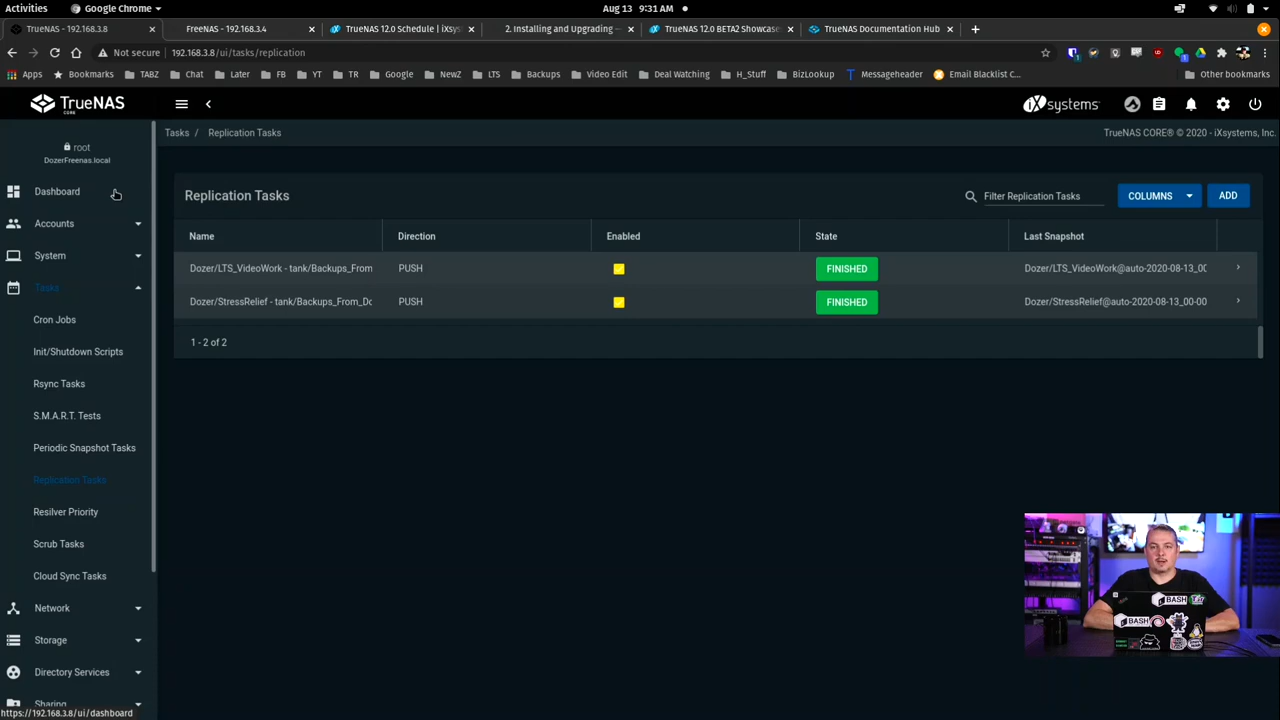 Activities
Google Chrome
Aug 13 9:31 AM
TrueNAS - 192.168.3.8
FreeNAS - 192.168.3.4
TrueNAS 12.0 Schedule | iXsys
2. Installing and Upgrading —
TrueNAS 12.0 BETA2 Showcase
TrueNAS Documentation Hub
Not secure
192.168.3.8/ui/tasks/replication
Apps
Bookmarks
TABZ
Chat
Later
FB
YT
TR
Google
NewZ
LTS
Backups
Video Edit
Deal Watching
H_Stuff
BizLookup
Messageheader
Email Blacklist C...
Other bookmarks
TrueNAS
CORE
iXsystems
root
DozerFreenas.local
Tasks / Replication Tasks
TrueNAS CORE® © 2020 - iXsystems, Inc.
Dashboard
Accounts
System
Tasks
Cron Jobs
Init/Shutdown Scripts
Rsync Tasks
S.M.A.R.T. Tests
Periodic Snapshot Tasks
Replication Tasks
Resilver Priority
Scrub Tasks
Cloud Sync Tasks
Network
Storage
Directory Services
Sharing
https://192.168.3.8/ui/dashboard
Replication Tasks
Filter Replication Tasks
COLUMNS
ADD
Name Direction Enabled State Last Snapshot
Dozer/LTS_VideoWork - tank/Backups_From PUSH FINISHED Dozer/LTS_VideoWork@auto-2020-08-13_00
Dozer/StressRelief - tank/Backups_From_Dc PUSH FINISHED Dozer/StressRelief@auto-2020-08-13_00-00
1 - 2 of 2
BASH
BASH